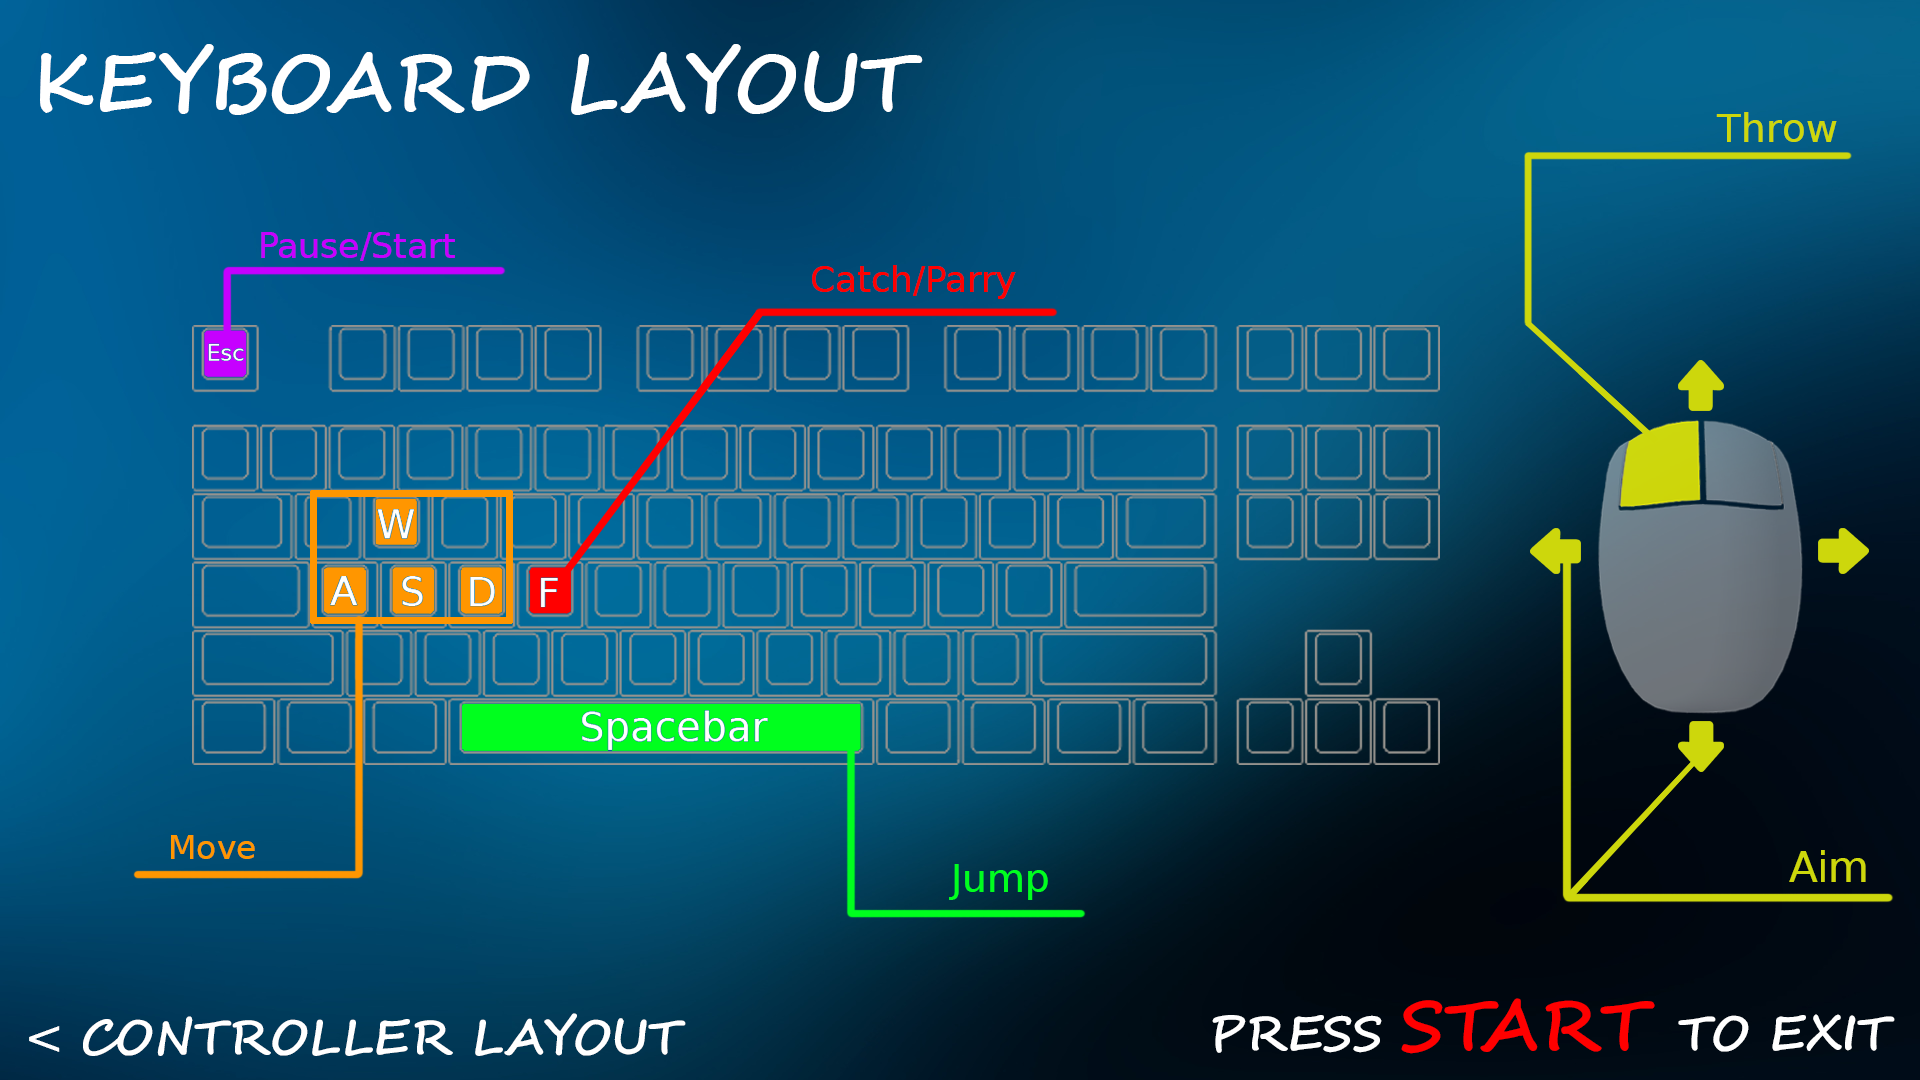 KEYBOARD LAYOUT
Throw
Pause/Start
Catch/Parry
Esc
W
A S D F
Spacebar
Move
Jump
Aim
< CONTROLLER LAYOUT
PRESS START TO EXIT